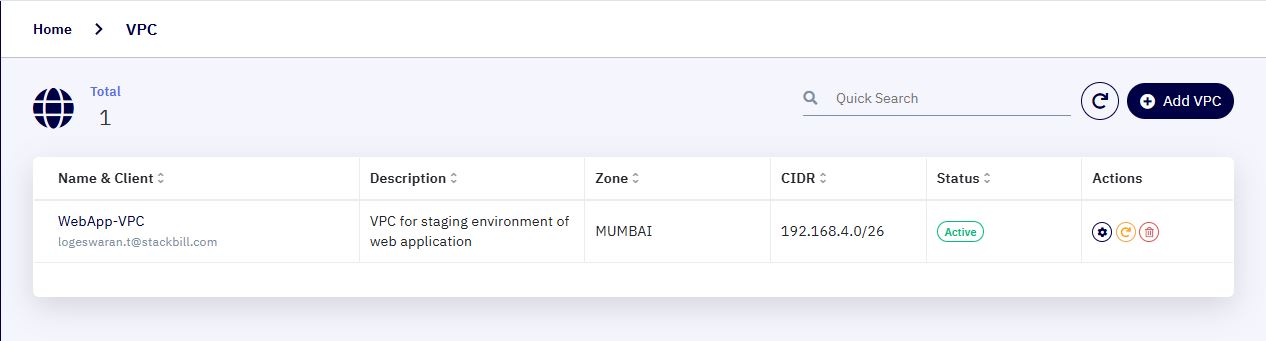 Home > VPC
Total
1
Quick Search
Add VPC
Name & Client Description Zone CIDR Status Actions
WebApp-VPC
logeswaran.t@stackbill.com
VPC for staging environment of
web application
MUMBAI
192.168.4.0/26
Active